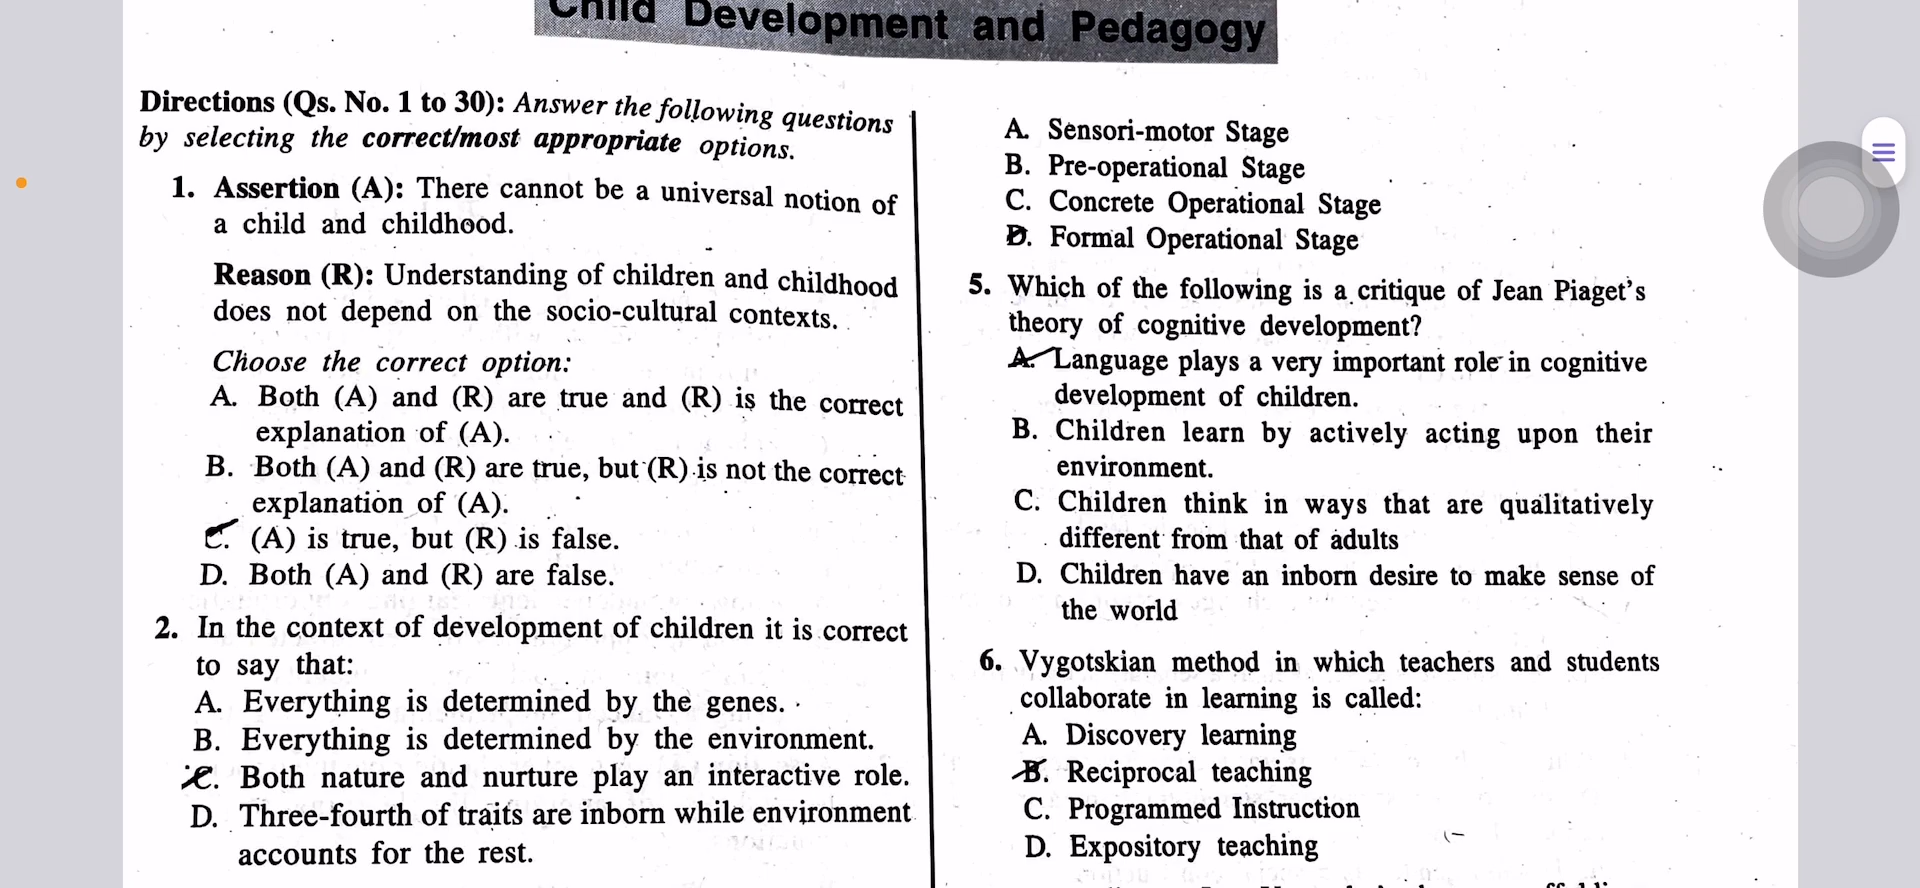 Child Development and Pedagogy
Directions (Qs. No. 1 to 30): Answer the following questions
by selecting the correct/most appropriate options.
1. Assertion (A): There cannot be a universal notion of
a child and childhood.
Reason (R): Understanding of children and childhood
does not depend on the socio-cultural contexts.
Choose the correct option:
A. Both (A) and (R) are true and (R) is the correct
explanation of (A).
B. Both (A) and (R) are true, but (R) is not the correct
explanation of (A).
C. (A) is true, but (R) is false.
D. Both (A) and (R) are false.
2. In the context of development of children it is correct
to say that:
A. Everything is determined by the genes.
B. Everything is determined by the environment.
C. Both nature and nurture play an interactive role.
D. Three-fourth of traits are inborn while environment
accounts for the rest.
A. Sensori-motor Stage
B. Pre-operational Stage
C. Concrete Operational Stage
D. Formal Operational Stage
5. Which of the following is a critique of Jean Piaget's
theory of cognitive development?
A. Language plays a very important role in cognitive
development of children.
B. Children learn by actively acting upon their
environment.
C. Children think in ways that are qualitatively
different from that of adults
D. Children have an inborn desire to make sense of
the world
6. Vygotskian method in which teachers and students
collaborate in learning is called:
A. Discovery learning
B. Reciprocal teaching
C. Programmed Instruction
D. Expository teaching